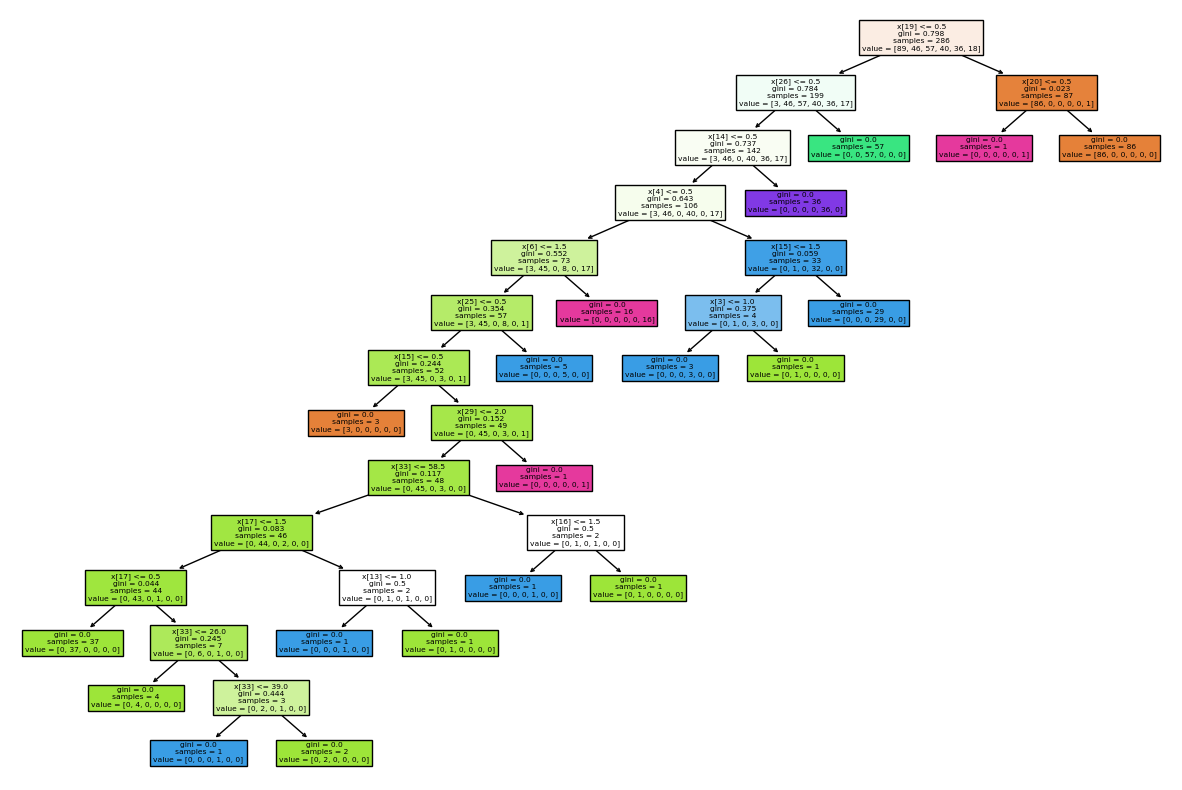 x[19] <= 0.5
gini = 0.798
samples = 286
value = [89, 46, 57, 40, 36, 18]
x[26] <= 0.5
gini = 0.784
samples = 199
value = [3, 46, 57, 40, 36, 17]
x[20] <= 0.5
gini = 0.023
samples = 87
value = [86, 0, 0, 0, 0, 1]
x[14] <= 0.5
gini = 0.737
samples = 142
value = [3, 46, 0, 40, 36, 17]
gini = 0.0
samples = 57
value = [0, 0, 57, 0, 0, 0]
gini = 0.0
samples = 1
value = [0, 0, 0, 0, 0, 1]
gini = 0.0
samples = 86
value = [86, 0, 0, 0, 0, 0]
x[4] <= 0.5
gini = 0.643
samples = 106
value = [3, 46, 0, 40, 0, 17]
gini = 0.0
samples = 36
value = [0, 0, 0, 0, 36, 0]
x[6] <= 1.5
gini = 0.552
samples = 73
value = [3, 45, 0, 8, 0, 17]
x[15] <= 1.5
gini = 0.059
samples = 33
value = [0, 1, 0, 32, 0, 0]
x[25] <= 0.5
gini = 0.354
samples = 57
value = [3, 45, 0, 8, 0, 1]
gini = 0.0
samples = 16
value = [0, 0, 0, 0, 0, 16]
x[3] <= 1.0
gini = 0.375
samples = 4
value = [0, 1, 0, 3, 0, 0]
gini = 0.0
samples = 29
value = [0, 0, 0, 29, 0, 0]
x[15] <= 0.5
gini = 0.244
samples = 52
value = [3, 45, 0, 3, 0, 1]
gini = 0.0
samples = 5
value = [0, 0, 0, 5, 0, 0]
gini = 0.0
samples = 3
value = [0, 0, 0, 3, 0, 0]
gini = 0.0
samples = 1
value = [0, 1, 0, 0, 0, 0]
gini = 0.0
samples = 3
value = [3, 0, 0, 0, 0, 0]
x[29] <= 2.0
gini = 0.152
samples = 49
value = [0, 45, 0, 3, 0, 1]
x[33] <= 58.5
gini = 0.117
samples = 48
value = [0, 45, 0, 3, 0, 0]
gini = 0.0
samples = 1
value = [0, 0, 0, 0, 0, 1]
x[17] <= 1.5
gini = 0.083
samples = 46
value = [0, 44, 0, 2, 0, 0]
x[16] <= 1.5
gini = 0.5
samples = 2
value = [0, 1, 0, 1, 0, 0]
x[17] <= 0.5
gini = 0.044
samples = 44
value = [0, 43, 0, 1, 0, 0]
x[13] <= 1.0
gini = 0.5
samples = 2
value = [0, 1, 0, 1, 0, 0]
gini = 0.0
samples = 1
value = [0, 0, 0, 1, 0, 0]
gini = 0.0
samples = 1
value = [0, 1, 0, 0, 0, 0]
gini = 0.0
samples = 37
value = [0, 37, 0, 0, 0, 0]
x[33] <= 26.0
gini = 0.245
samples = 7
value = [0, 6, 0, 1, 0, 0]
gini = 0.0
samples = 1
value = [0, 0, 0, 1, 0, 0]
gini = 0.0
samples = 1
value = [0, 1, 0, 0, 0, 0]
gini = 0.0
samples = 4
value = [0, 4, 0, 0, 0, 0]
x[33] <= 39.0
gini = 0.444
samples = 3
value = [0, 2, 0, 1, 0, 0]
gini = 0.0
samples = 1
value = [0, 0, 0, 1, 0, 0]
gini = 0.0
samples = 2
value = [0, 2, 0, 0, 0, 0]